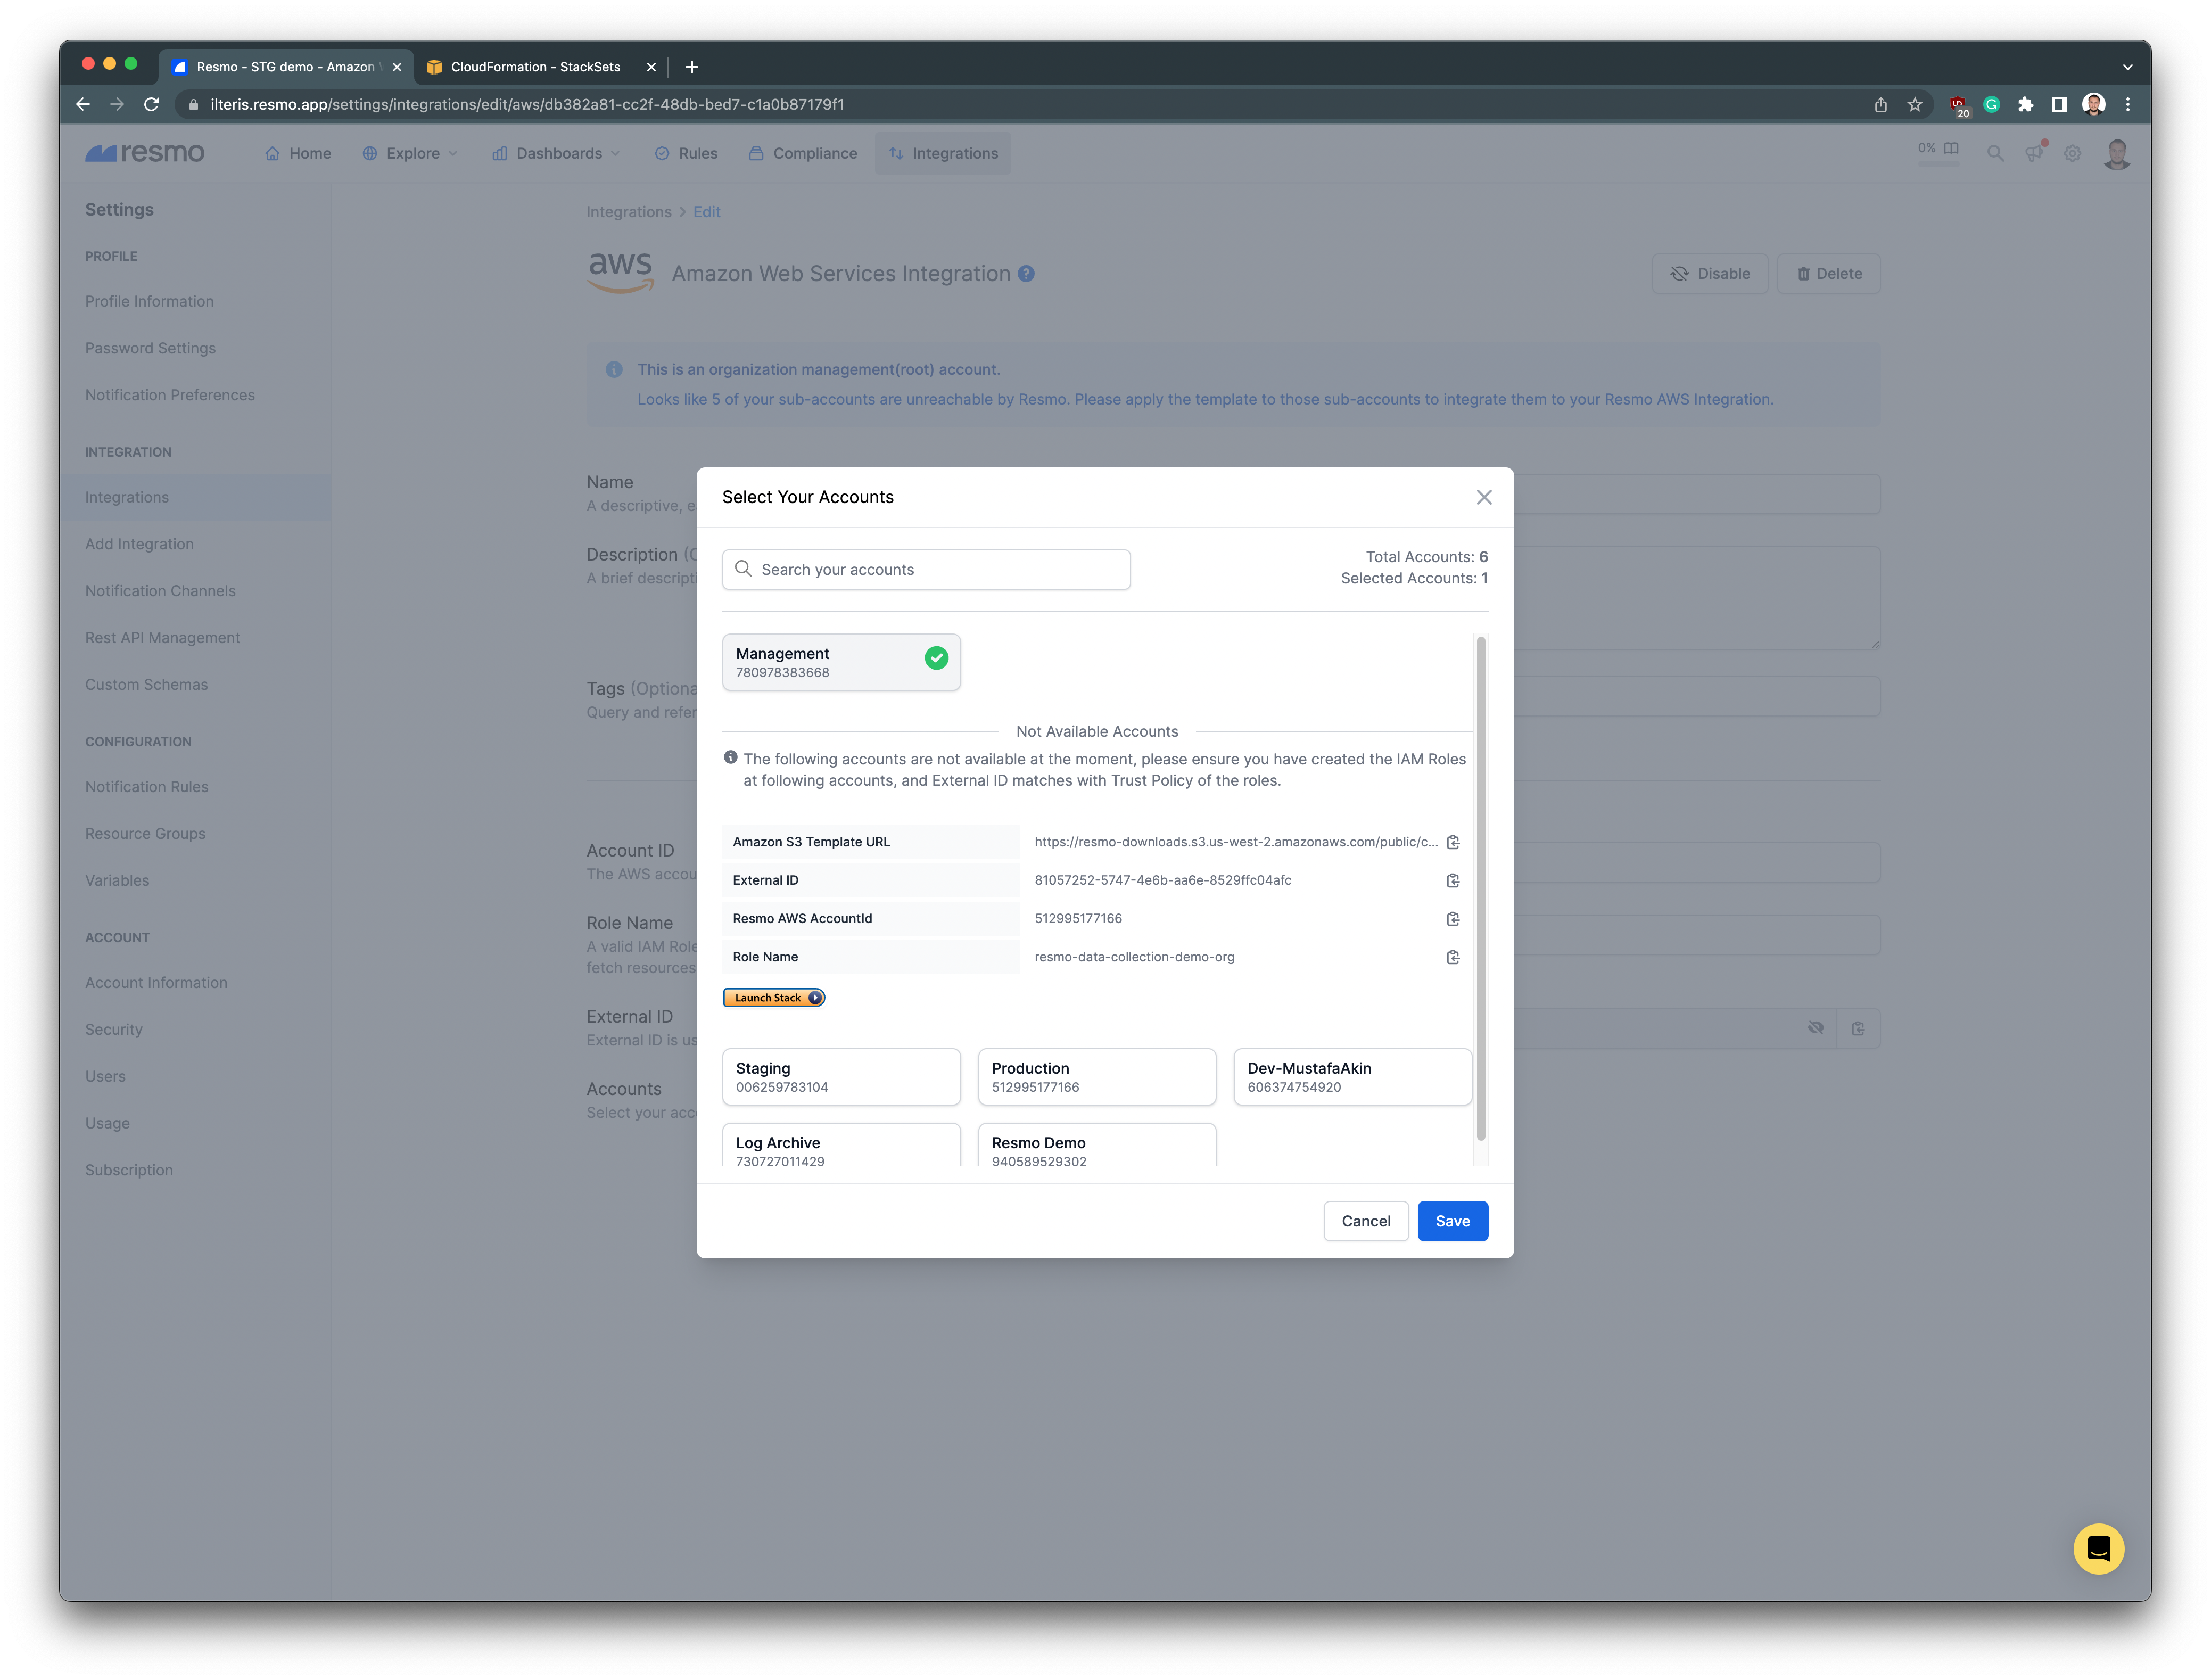 Resmo - STG demo - Amazon
CloudFormation - StackSets
ilteris.resmo.app/settings/integrations/edit/aws/db382a81-cc2f-48db-bed7-c1a0b87179f1
20
resmo
Home
Explore
Dashboards
Rules
Compliance
Integrations
0%
Settings
PROFILE
Profile Information
Password Settings
Notification Preferences
INTEGRATION
Integrations
Add Integration
Notification Channels
Rest API Management
Custom Schemas
CONFIGURATION
Notification Rules
Resource Groups
Variables
ACCOUNT
Account Information
Security
Users
Usage
Subscription
Integrations > Edit
aws
Amazon Web Services Integration
Disable
Delete
This is an organization management(root) account.
Looks like 5 of your sub-accounts are unreachable by Resmo. Please apply the template to those sub-accounts to integrate them to your Resmo AWS Integration.
Name
A descriptive, e
Description (O
A brief descript
Tags (Optiona
Query and refer
Account ID
The AWS accou
Role Name
A valid IAM Role
fetch resources
External ID
External ID is us
Accounts
Select your acc
Select Your Accounts
Search your accounts
Total Accounts: 6
Selected Accounts: 1
Management
780978383668
Not Available Accounts
The following accounts are not available at the moment, please ensure you have created the IAM Roles
at following accounts, and External ID matches with Trust Policy of the roles.
Amazon S3 Template URL
https://resmo-downloads.s3.us-west-2.amazonaws.com/public/c...
External ID
81057252-5747-4e6b-aa6e-8529ffc04afc
Resmo AWS AccountId
512995177166
Role Name
resmo-data-collection-demo-org
Launch Stack
Staging
006259783104
Production
512995177166
Dev-MustafaAkin
606374754920
Log Archive
730727011429
Resmo Demo
940589529302
Cancel
Save